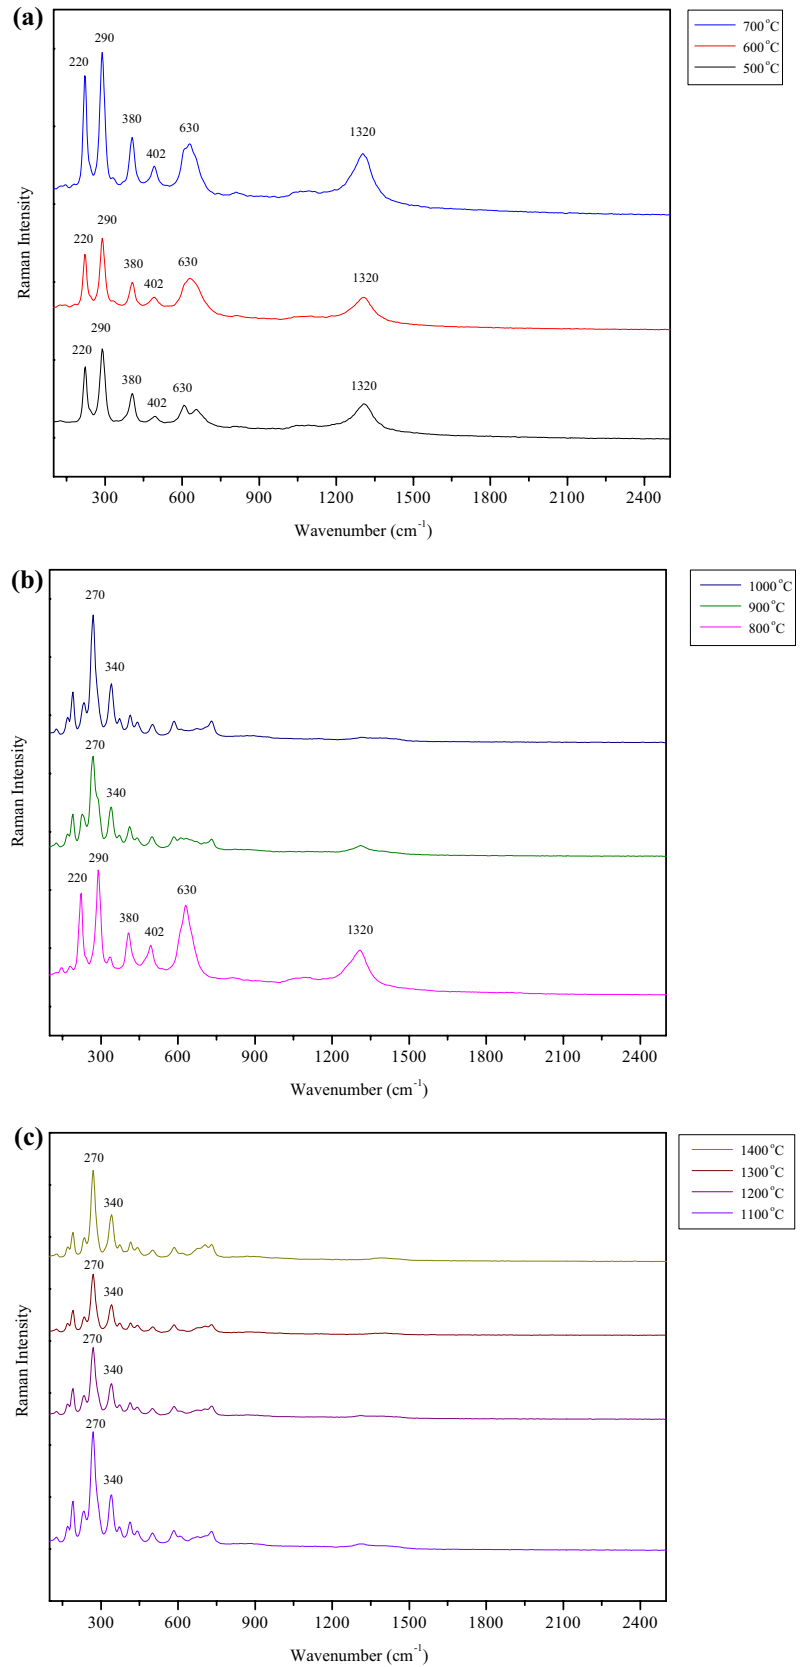 (a)
700°C
600°C
500°C
220
290
380
402
630
1320
220
290
380
402
630
1320
220
290
380
402
630
1320
Raman Intensity
300 600 900 1200 1500 1800 2100 2400
Wavenumber (cm⁻¹)
(b)
1000°C
900°C
800°C
270
340
270
340
220
290
380
402
630
1320
Raman Intensity
300 600 900 1200 1500 1800 2100 2400
Wavenumber (cm⁻¹)
(c)
1400°C
1300°C
1200°C
1100°C
270
340
270
340
270
340
270
340
Raman Intensity
300 600 900 1200 1500 1800 2100 2400
Wavenumber (cm⁻¹)